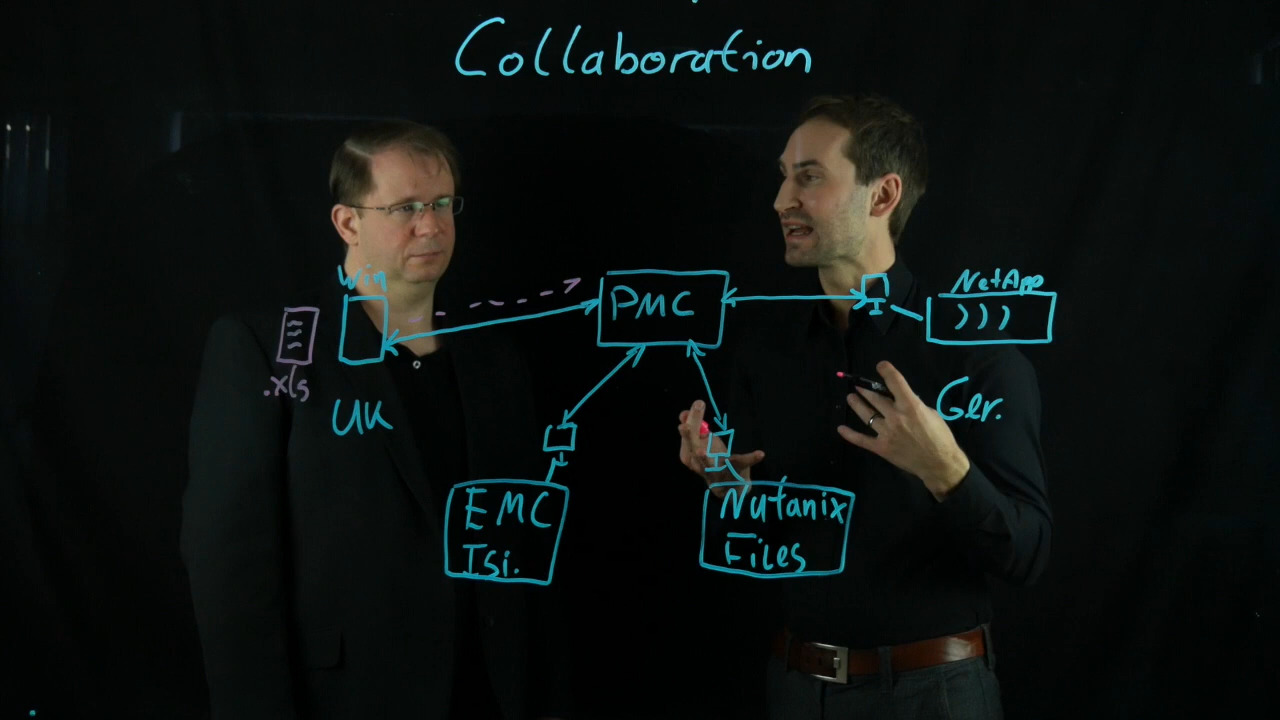 Collaboration
Win
PMC
NetApp
.xls
UK
Ger.
EMC
Isi.
Nutanix
Files